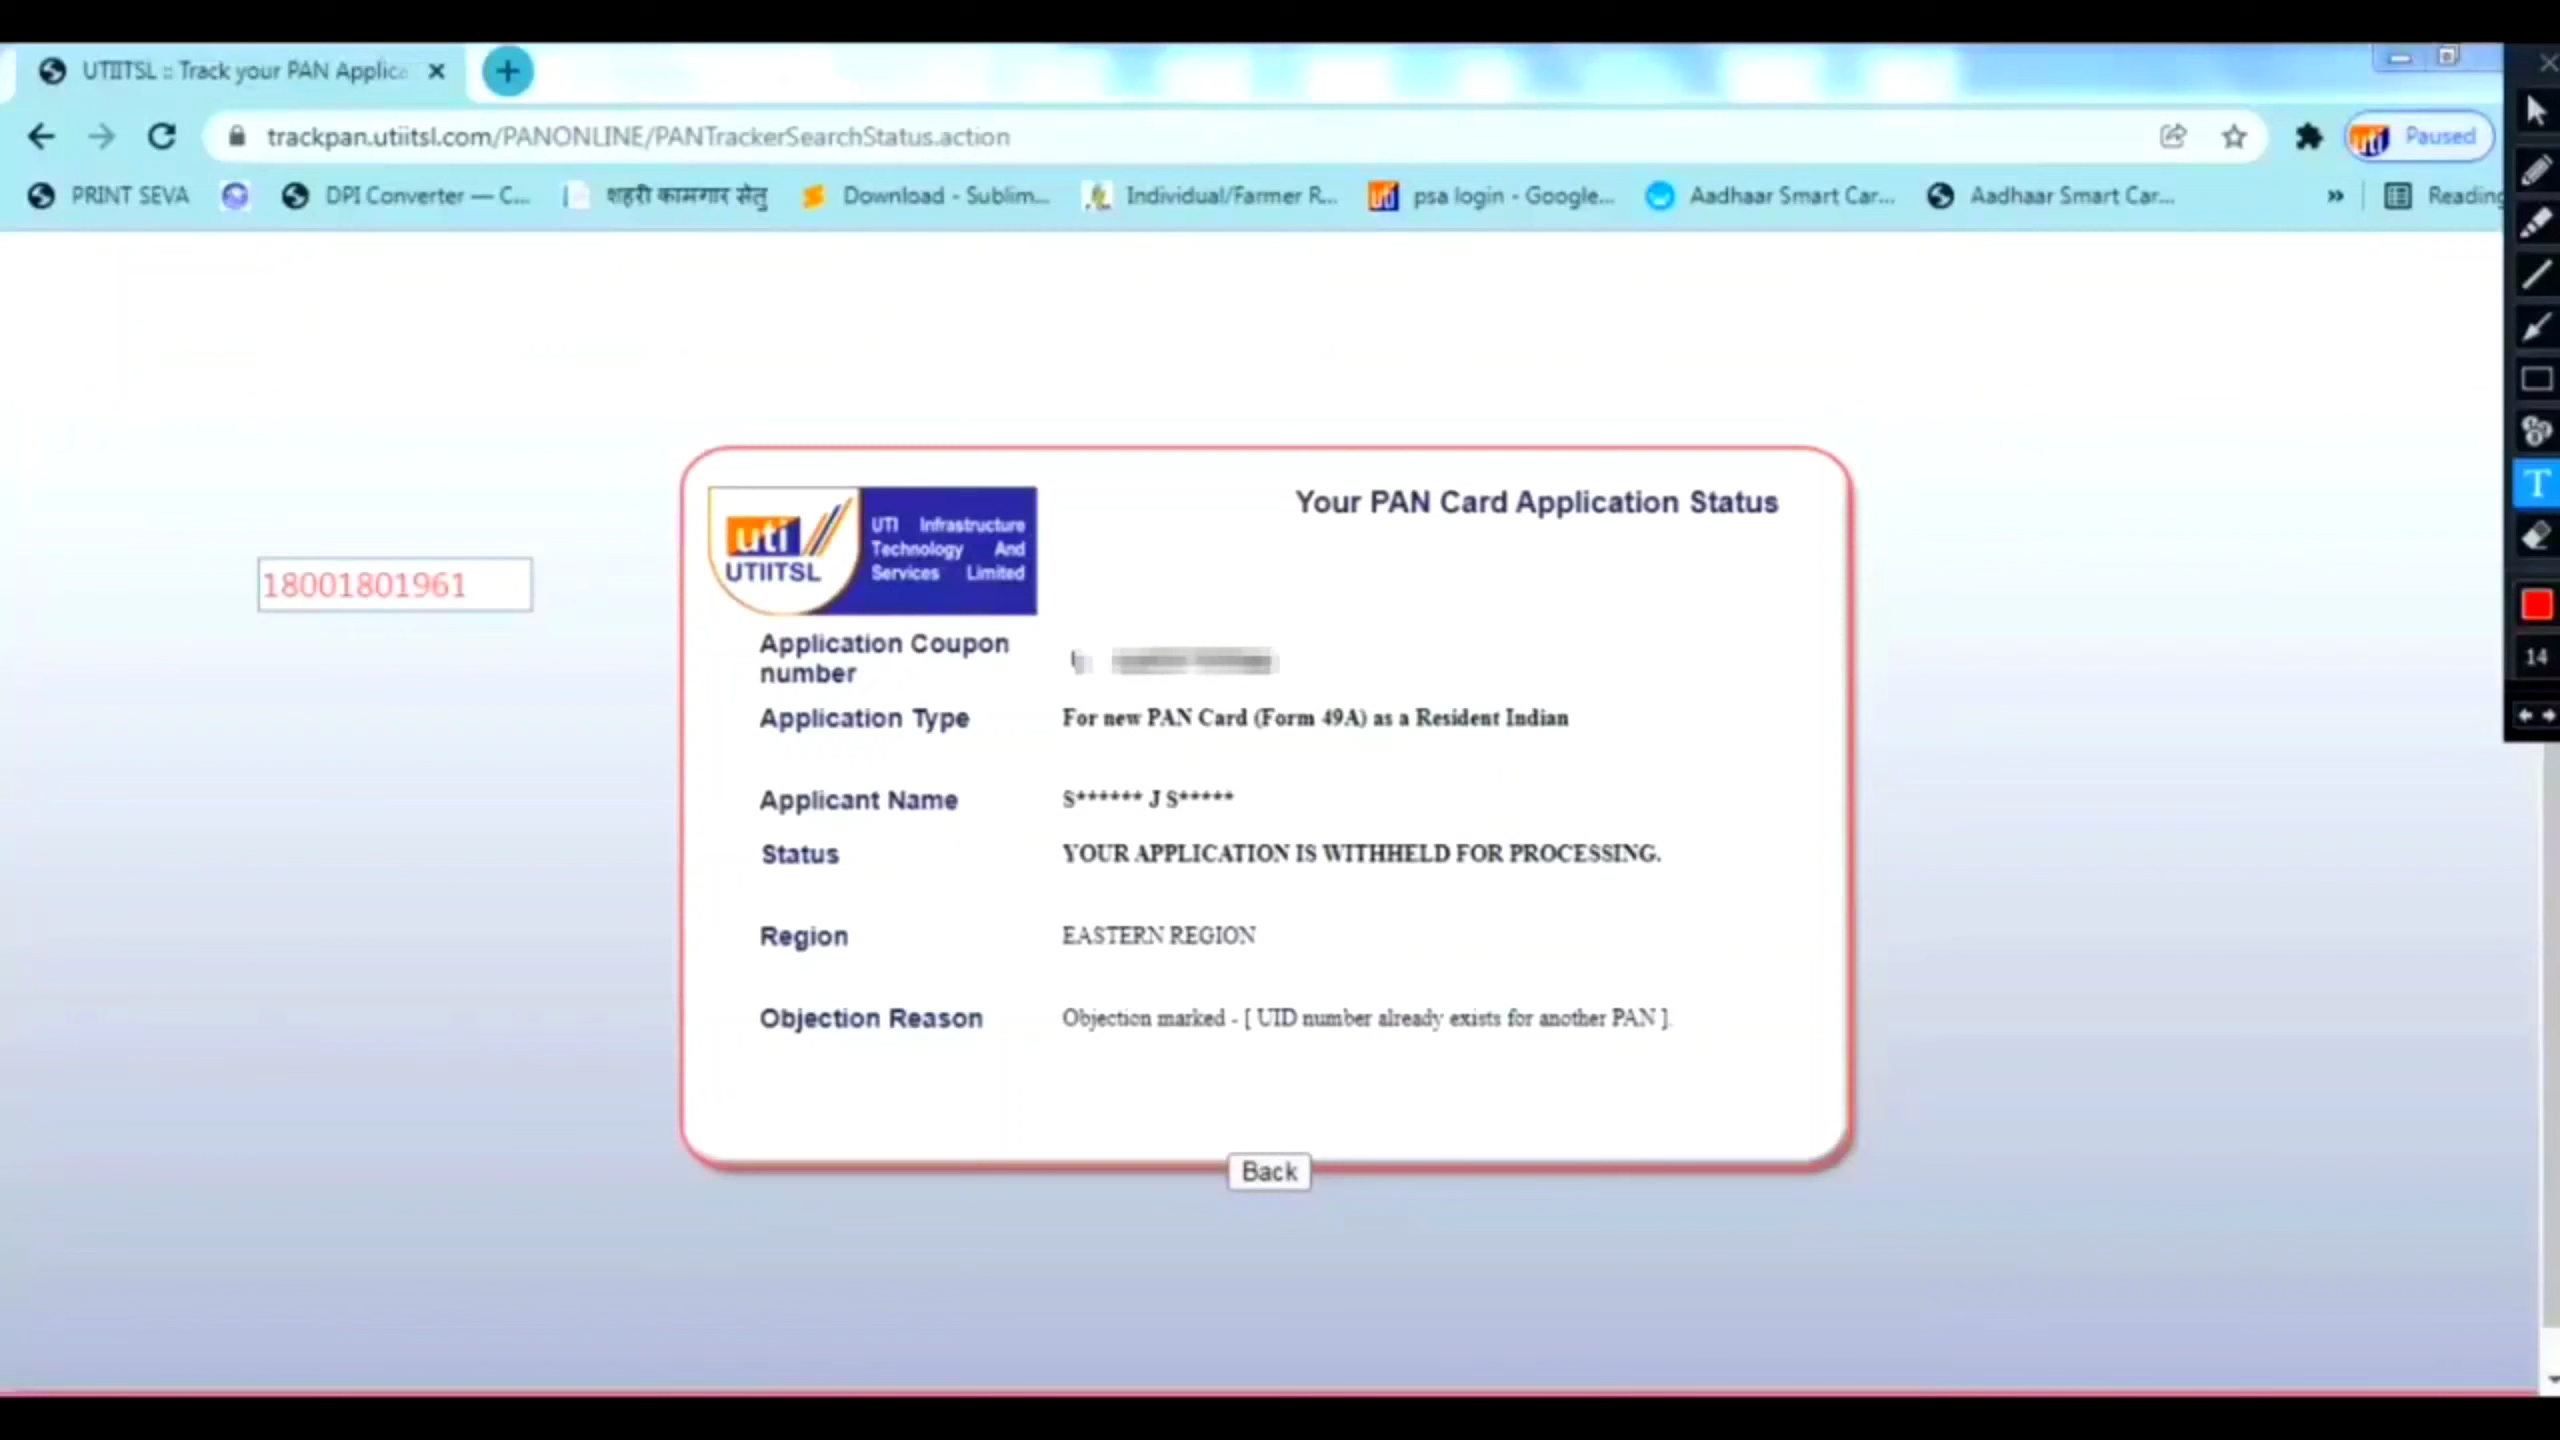 UTIITSL :: Track your PAN Applica
trackpan.utiitsl.com/PANONLINE/PANTrackerSearchStatus.action
Paused
PRINT SEVA
DPI Converter — C...
शहरी कामगार सेतु
Download - Sublim...
Individual/Farmer R...
uti
psa login - Google...
Aadhaar Smart Car...
Aadhaar Smart Car...
»
Reading
T
14
18001801961
uti
UTIITSL
UTI Infrastructure
Technology And
Services Limited
Your PAN Card Application Status
Application Coupon
number
Application Type For new PAN Card (Form 49A) as a Resident Indian
Applicant Name S****** J S*****
Status YOUR APPLICATION IS WITHHELD FOR PROCESSING.
Region EASTERN REGION
Objection Reason Objection marked - [ UID number already exists for another PAN ].
Back